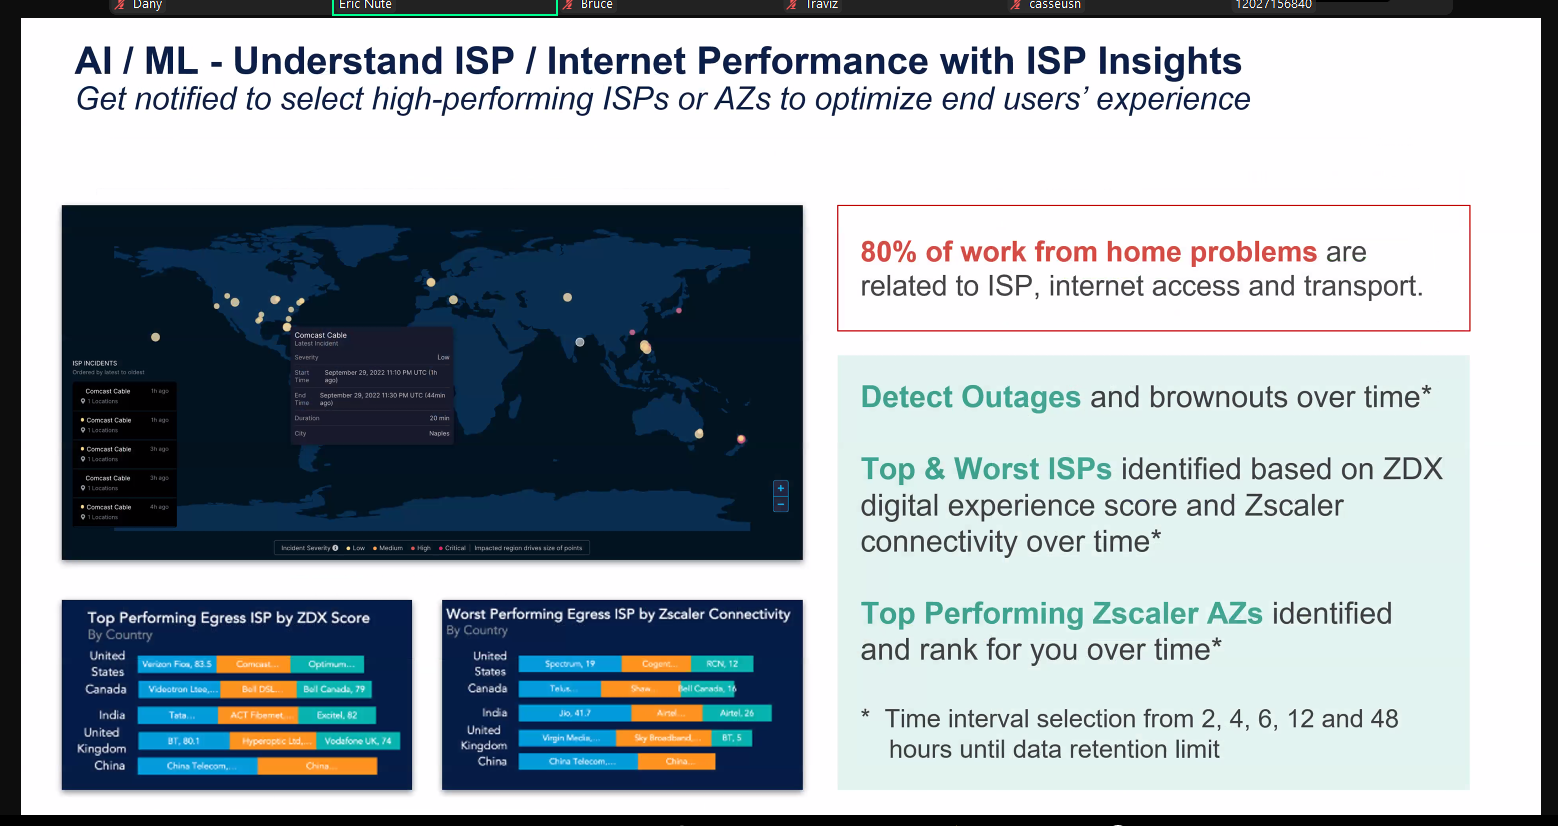 Dany
Eric Nute
Bruce
Traviz
casseusn
12027156840
AI / ML - Understand ISP / Internet Performance with ISP Insights
Get notified to select high-performing ISPs or AZs to optimize end users’ experience
Comcast Cable
Latest Incident
Severity Low
Start Time September 29, 2022 11:10 PM UTC (1h ago)
End Time September 29, 2022 11:30 PM UTC (44min ago)
Duration 20 min
City Naples
ISP INCIDENTS
Ordered by latest to oldest
Comcast Cable 1h ago
1 Locations
Comcast Cable 1h ago
1 Locations
Comcast Cable 3h ago
1 Locations
Comcast Cable 3h ago
1 Locations
Comcast Cable 4h ago
1 Locations
+
−
Incident Severity Low Medium High Critical | Impacted region drives size of points
80% of work from home problems are
related to ISP, internet access and transport.
Detect Outages and brownouts over time*
Top & Worst ISPs identified based on ZDX
digital experience score and Zscaler
connectivity over time*
Top Performing Zscaler AZs identified
and rank for you over time*
* Time interval selection from 2, 4, 6, 12 and 48
hours until data retention limit
Top Performing Egress ISP by ZDX Score
By Country
United States Verizon Fios, 83.5 Comcast... Optimum...
Canada Videotron Ltee,... Bell DSL... Bell Canada, 79
India Tata... ACT Fibernet... Excitel, 82
United Kingdom BT, 80.1 Hyperoptic Ltd,... Vodafone UK, 74
China China Telecom,... China...
Worst Performing Egress ISP by Zscaler Connectivity
By Country
United States Spectrum, 19 Cogent... RCN, 12
Canada Telus... Shaw... Bell Canada, 16
India Jio, 41.7 Airtel... Airtel, 26
United Kingdom Virgin Media,... Sky Broadband,... BT, 5
China China Telecom,... China...